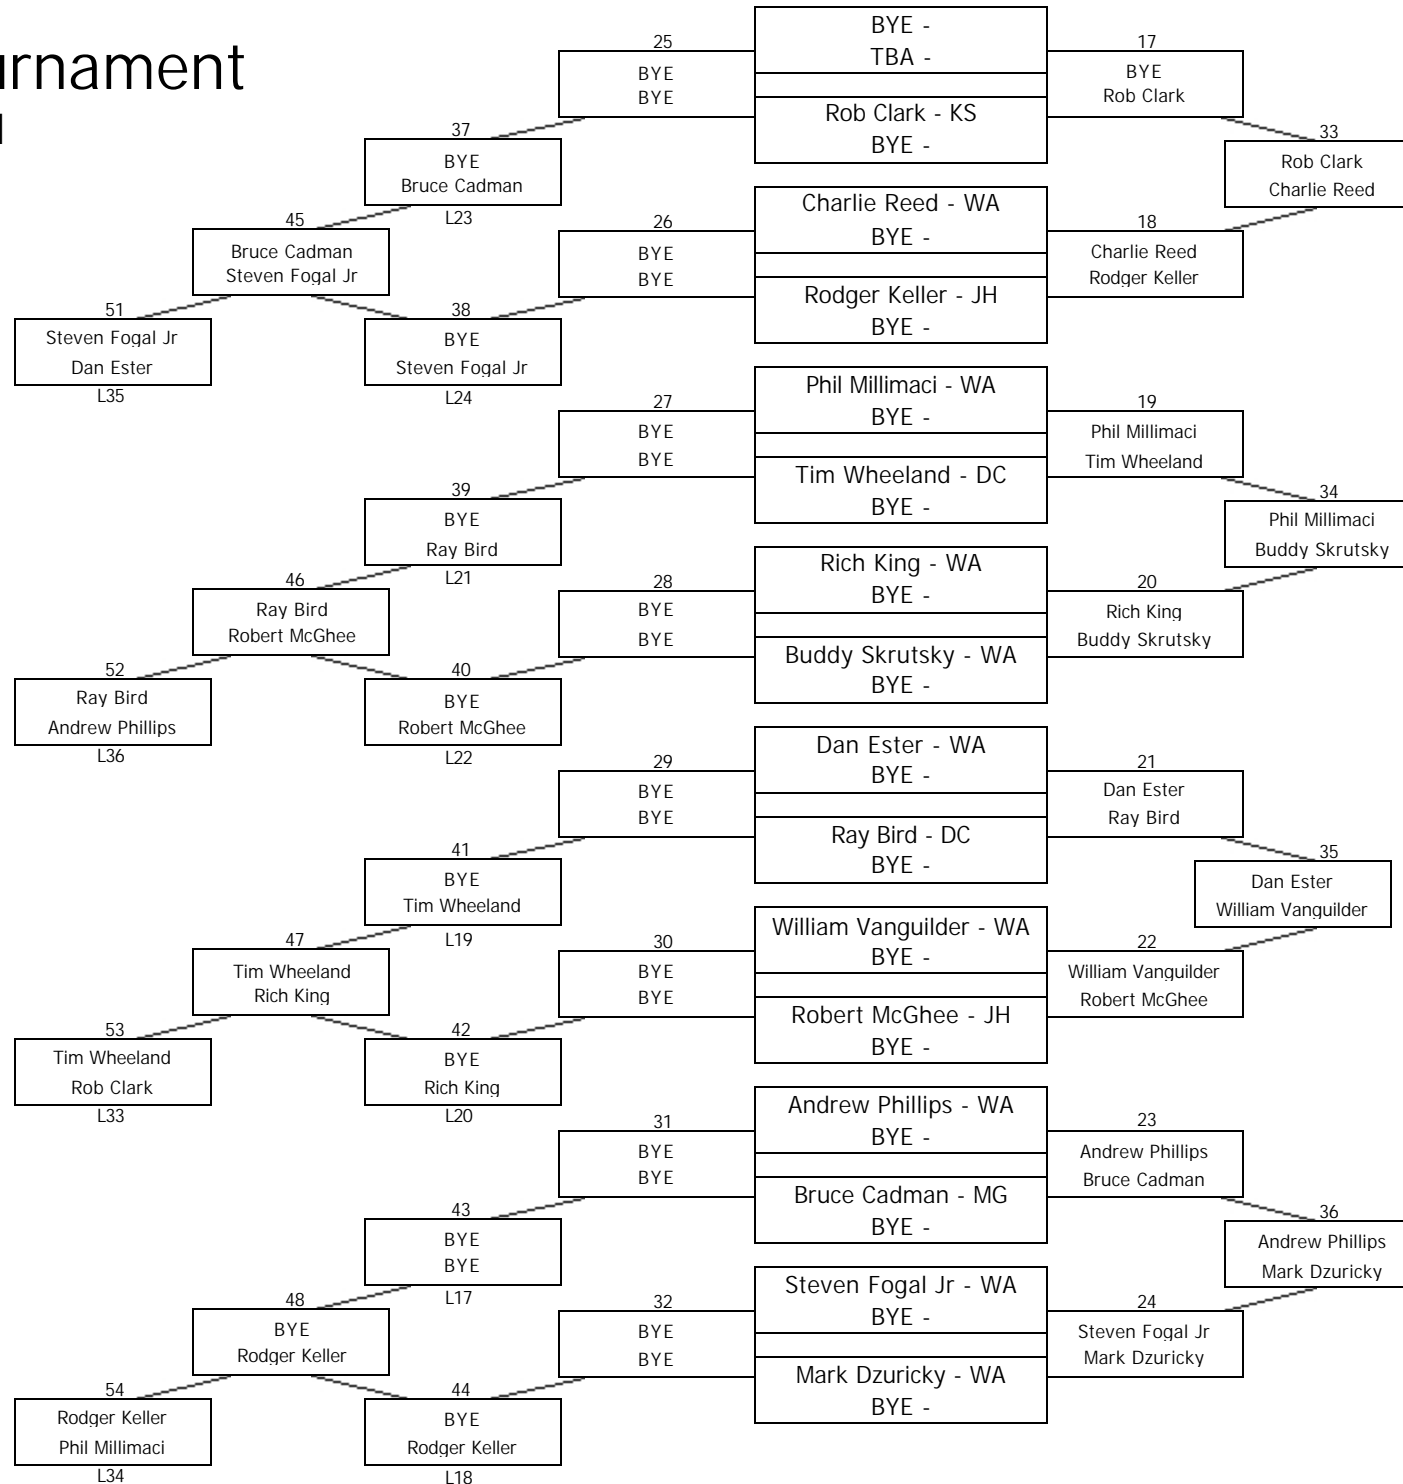 urnament
25
BYE
BYE
BYE -
TBA -
Rob Clark - KS
BYE -
17
BYE
Rob Clark
37
BYE
Bruce Cadman
L23
33
Rob Clark
Charlie Reed
45
Bruce Cadman
Steven Fogal Jr
26
BYE
BYE
Charlie Reed - WA
BYE -
Rodger Keller - JH
BYE -
18
Charlie Reed
Rodger Keller
51
Steven Fogal Jr
Dan Ester
L35
38
BYE
Steven Fogal Jr
L24
27
BYE
BYE
Phil Millimaci - WA
BYE -
Tim Wheeland - DC
BYE -
19
Phil Millimaci
Tim Wheeland
39
BYE
Ray Bird
L21
34
Phil Millimaci
Buddy Skrutsky
46
Ray Bird
Robert McGhee
28
BYE
BYE
Rich King - WA
BYE -
Buddy Skrutsky - WA
BYE -
20
Rich King
Buddy Skrutsky
52
Ray Bird
Andrew Phillips
L36
40
BYE
Robert McGhee
L22
29
BYE
BYE
Dan Ester - WA
BYE -
Ray Bird - DC
BYE -
21
Dan Ester
Ray Bird
41
BYE
Tim Wheeland
L19
35
Dan Ester
William Vanguilder
47
Tim Wheeland
Rich King
30
BYE
BYE
William Vanguilder - WA
BYE -
Robert McGhee - JH
BYE -
22
William Vanguilder
Robert McGhee
53
Tim Wheeland
Rob Clark
L33
42
BYE
Rich King
L20
31
BYE
BYE
Andrew Phillips - WA
BYE -
Bruce Cadman - MG
BYE -
23
Andrew Phillips
Bruce Cadman
43
BYE
BYE
L17
36
Andrew Phillips
Mark Dzuricky
48
BYE
Rodger Keller
32
BYE
BYE
Steven Fogal Jr - WA
BYE -
Mark Dzuricky - WA
BYE -
24
Steven Fogal Jr
Mark Dzuricky
54
Rodger Keller
Phil Millimaci
L34
44
BYE
Rodger Keller
L18